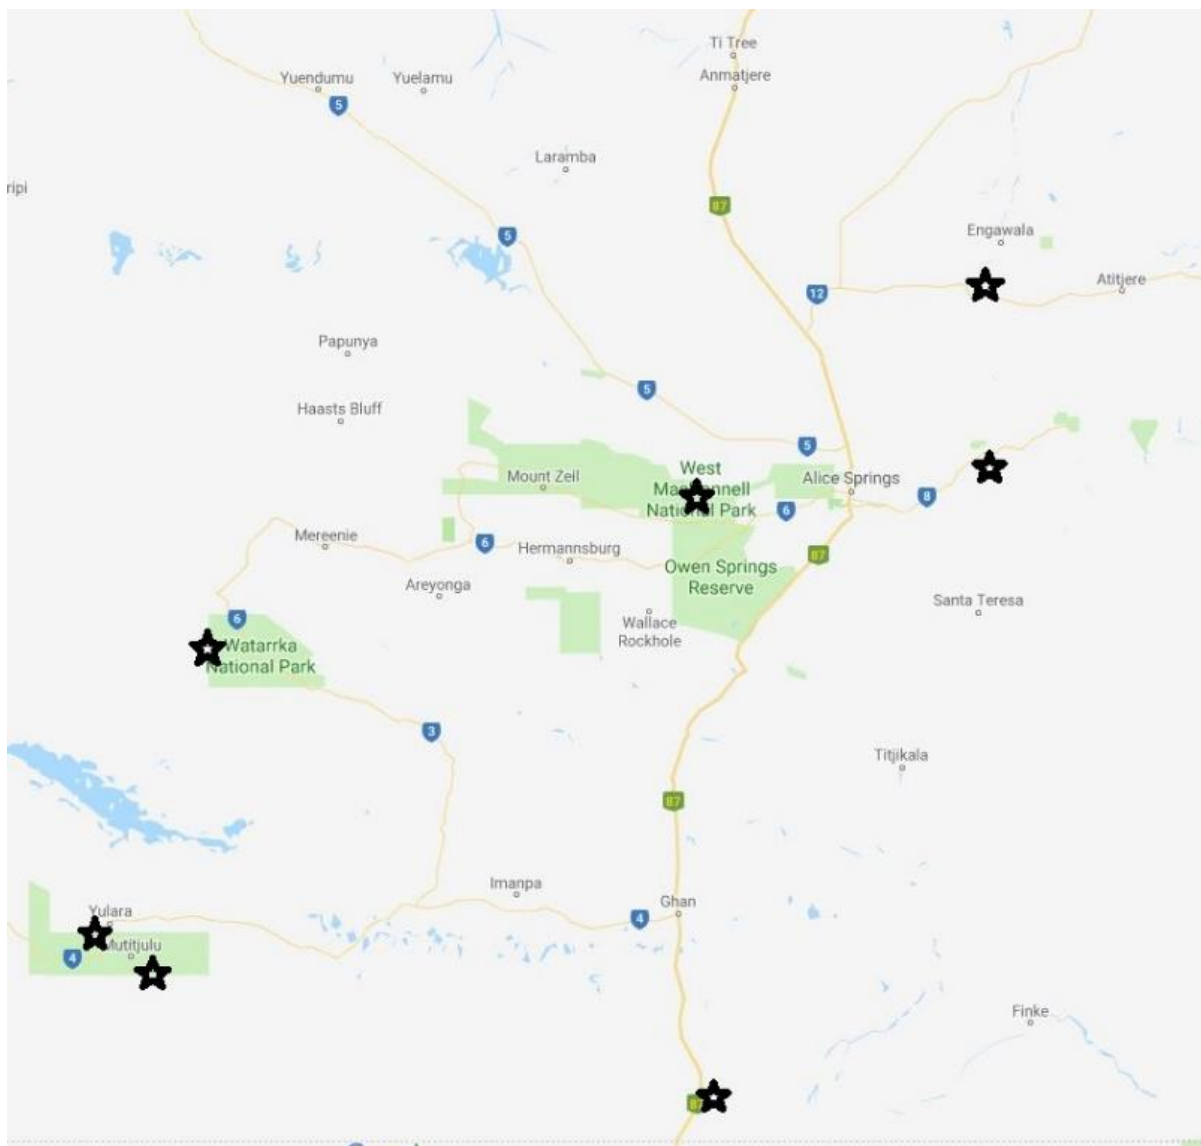 Ti Tree
Yuendumu
Yuelamu
Anmatjere
5
Laramba
ripi
87
5
Engawala
12
Atitjere
Papunya
5
Haasts Bluff
5
West
Mount Zeil
Alice Springs
National Park
6
8
Mereenie
6
Hermannsburg
87
Owen Springs
Reserve
Areyonga
Santa Teresa
6
Wallace
Rockhole
Watarrka
National Park
3
Titjikala
87
Imanpa
Ghan
Yulara
4
Mutitjulu
4
Finke
87